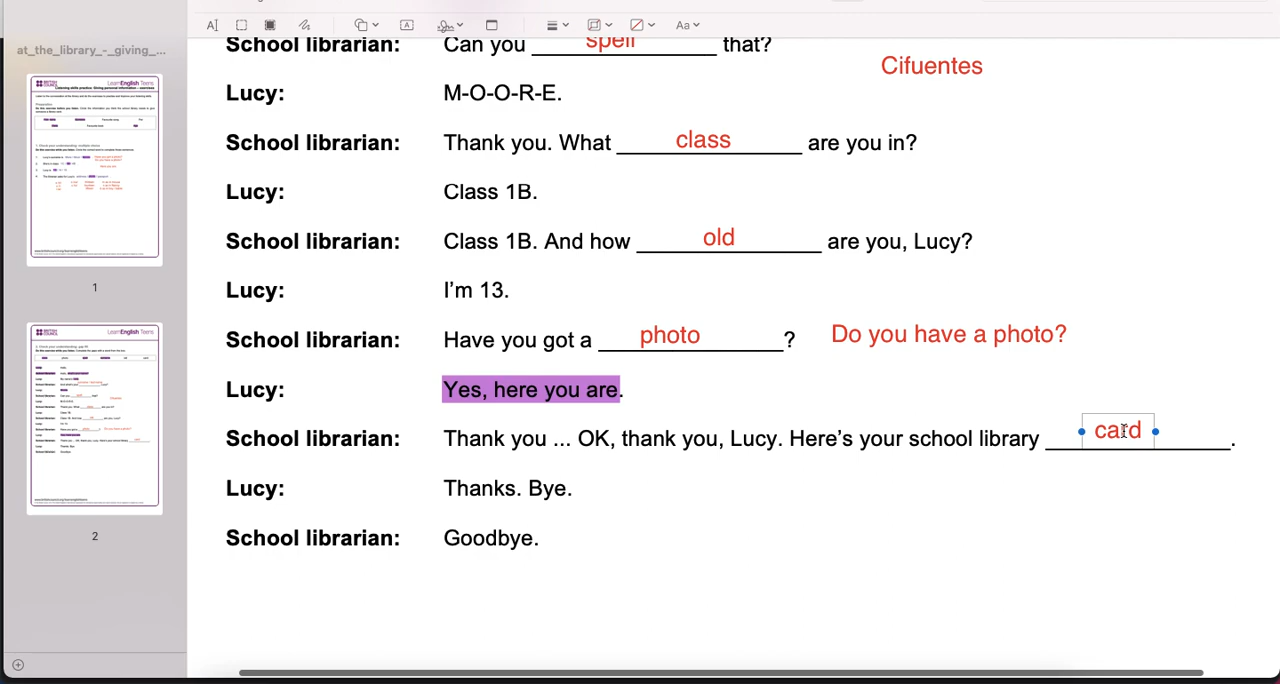 at_the_library_-_giving_...
School librarian: Can you spell that?
Cifuentes
Lucy: M-O-O-R-E.
School librarian: Thank you. What class are you in?
Lucy: Class 1B.
School librarian: Class 1B. And how old are you, Lucy?
Lucy: I'm 13.
School librarian: Have you got a photo? Do you have a photo?
Lucy: Yes, here you are.
School librarian: Thank you ... OK, thank you, Lucy. Here's your school library card.
Lucy: Thanks. Bye.
School librarian: Goodbye.
1
2